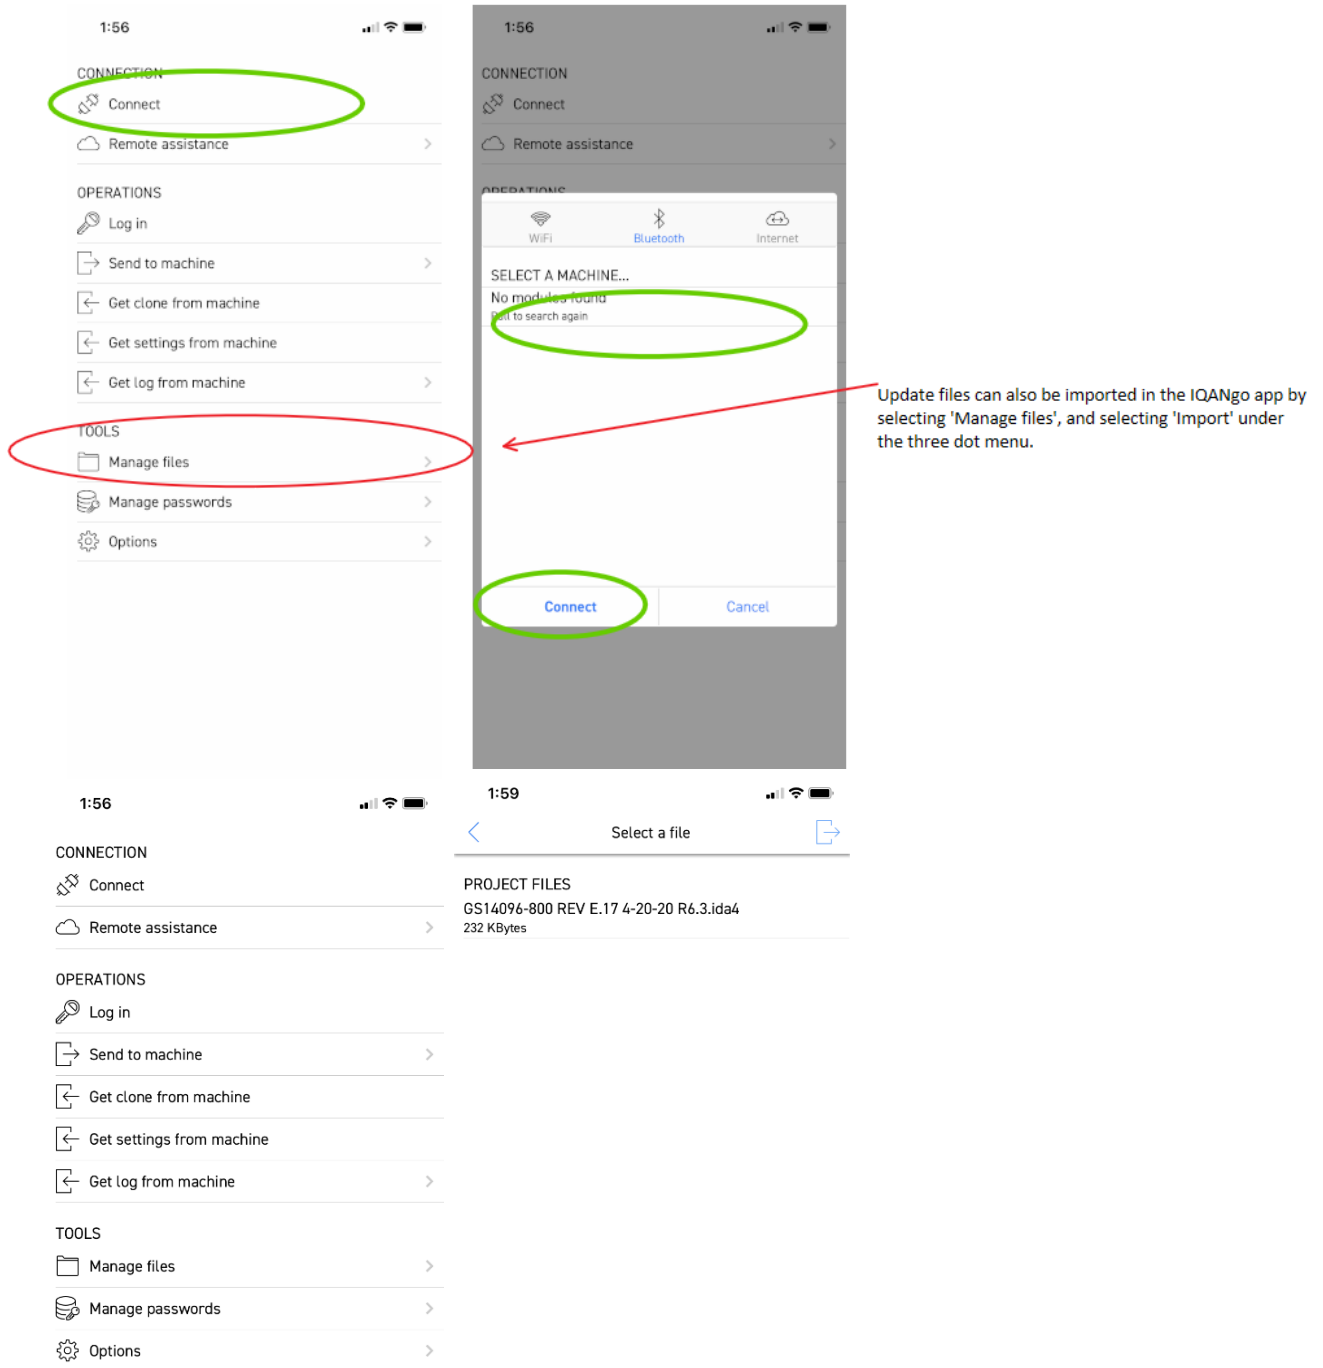 1:56
CONNECTION
Connect
Remote assistance
OPERATIONS
Log in
Send to machine
Get clone from machine
Get settings from machine
Get log from machine
TOOLS
Manage files
Manage passwords
Options
1:56
CONNECTION
Connect
Remote assistance
OPERATIONS
WiFi
Bluetooth
Internet
SELECT A MACHINE...
No modules found
Pull to search again
Connect
Cancel
Update files can also be imported in the IQANgo app by
selecting 'Manage files', and selecting 'Import' under
the three dot menu.
1:56
CONNECTION
Connect
Remote assistance
OPERATIONS
Log in
Send to machine
Get clone from machine
Get settings from machine
Get log from machine
TOOLS
Manage files
Manage passwords
Options
1:59
Select a file
PROJECT FILES
GS14096-800 REV E.17 4-20-20 R6.3.ida4
232 KBytes